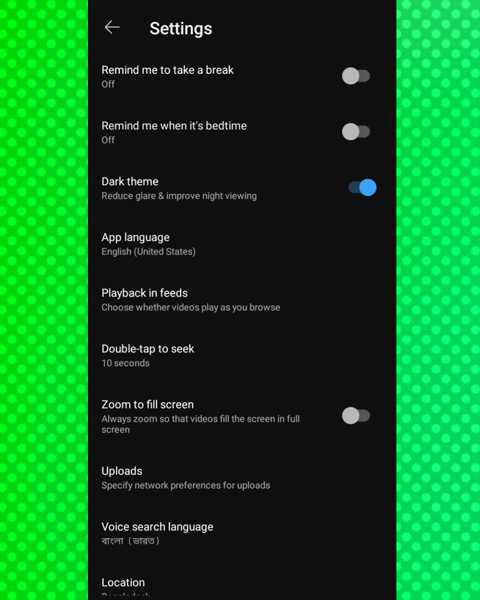 Settings
Remind me to take a break
Off
Remind me when it's bedtime
Off
Dark theme
Reduce glare & improve night viewing
App language
English (United States)
Playback in feeds
Choose whether videos play as you browse
Double-tap to seek
10 seconds
Zoom to fill screen
Always zoom so that videos fill the screen in full
screen
Uploads
Specify network preferences for uploads
Voice search language
বাংলা (ভারত)
Location
Bangladesh